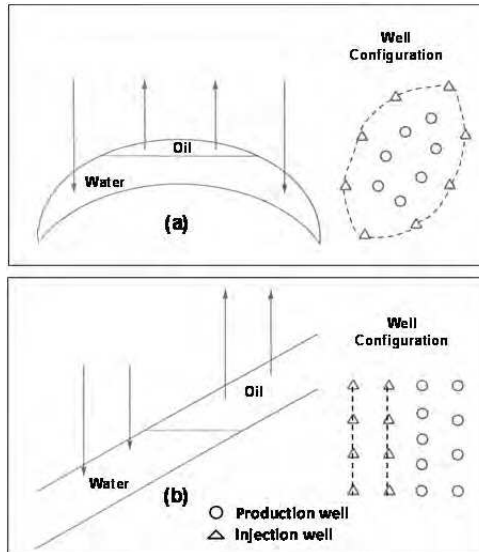 Well
Configuration
Oil
Water
(a)
Well
Configuration
Oil
Water
(b)
Production well
Injection well